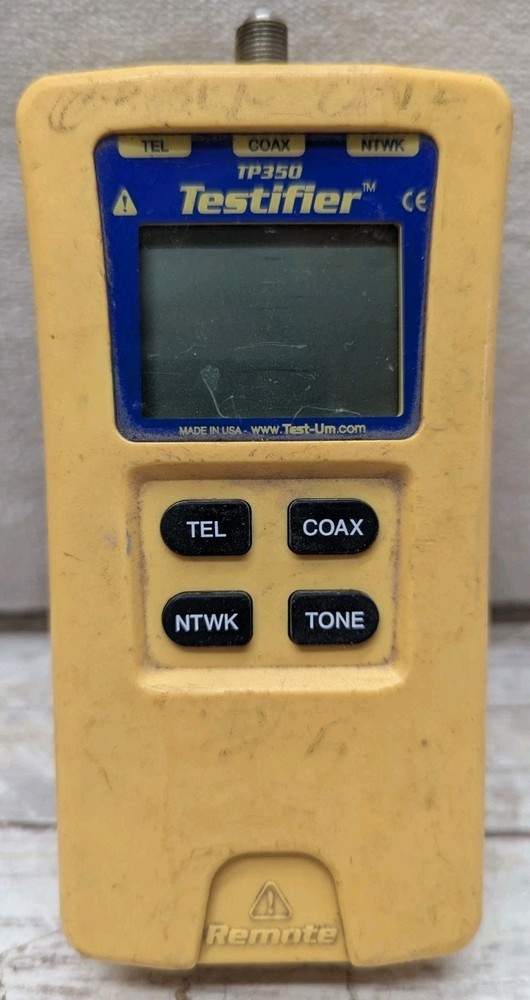 TEL COAX NTWK
TP350
Testifier™
CE
MADE IN USA - www.Test-Um.com
TEL COAX
NTWK TONE
Remote